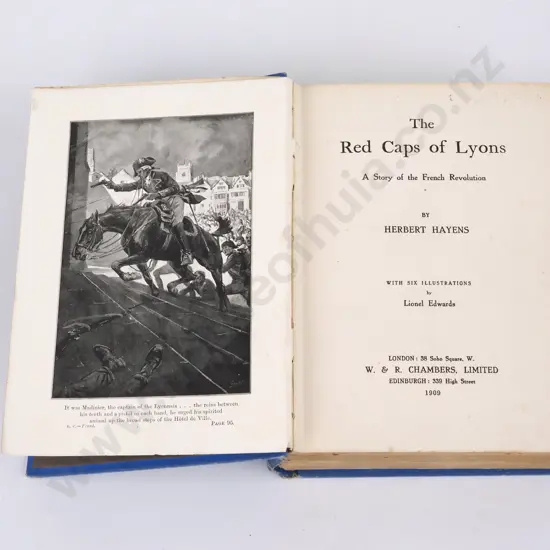 It was Madinier, the captain of the Lyonnais . . . the reins between
his teeth and a pistol in each hand, he urged his spirited
animal up the broad steps of the Hôtel de Ville.
PAGE 95.
The
Red Caps of Lyons
A Story of the French Revolution
BY
HERBERT HAYENS
WITH SIX ILLUSTRATIONS
by
Lionel Edwards
LONDON: 38 Soho Square, W.
W. & R. CHAMBERS, LIMITED
EDINBURGH: 339 High Street
1909